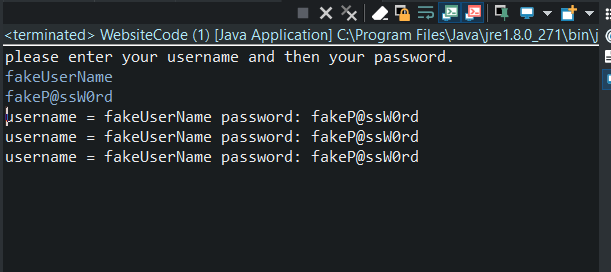 <terminated> WebsiteCode (1) [Java Application] C:\Program Files\Java\jre1.8.0_271\bin\j
please enter your username and then your password.
fakeUserName
fakeP@ssW0rd
username = fakeUserName password: fakeP@ssW0rd
username = fakeUserName password: fakeP@ssW0rd
username = fakeUserName password: fakeP@ssW0rd